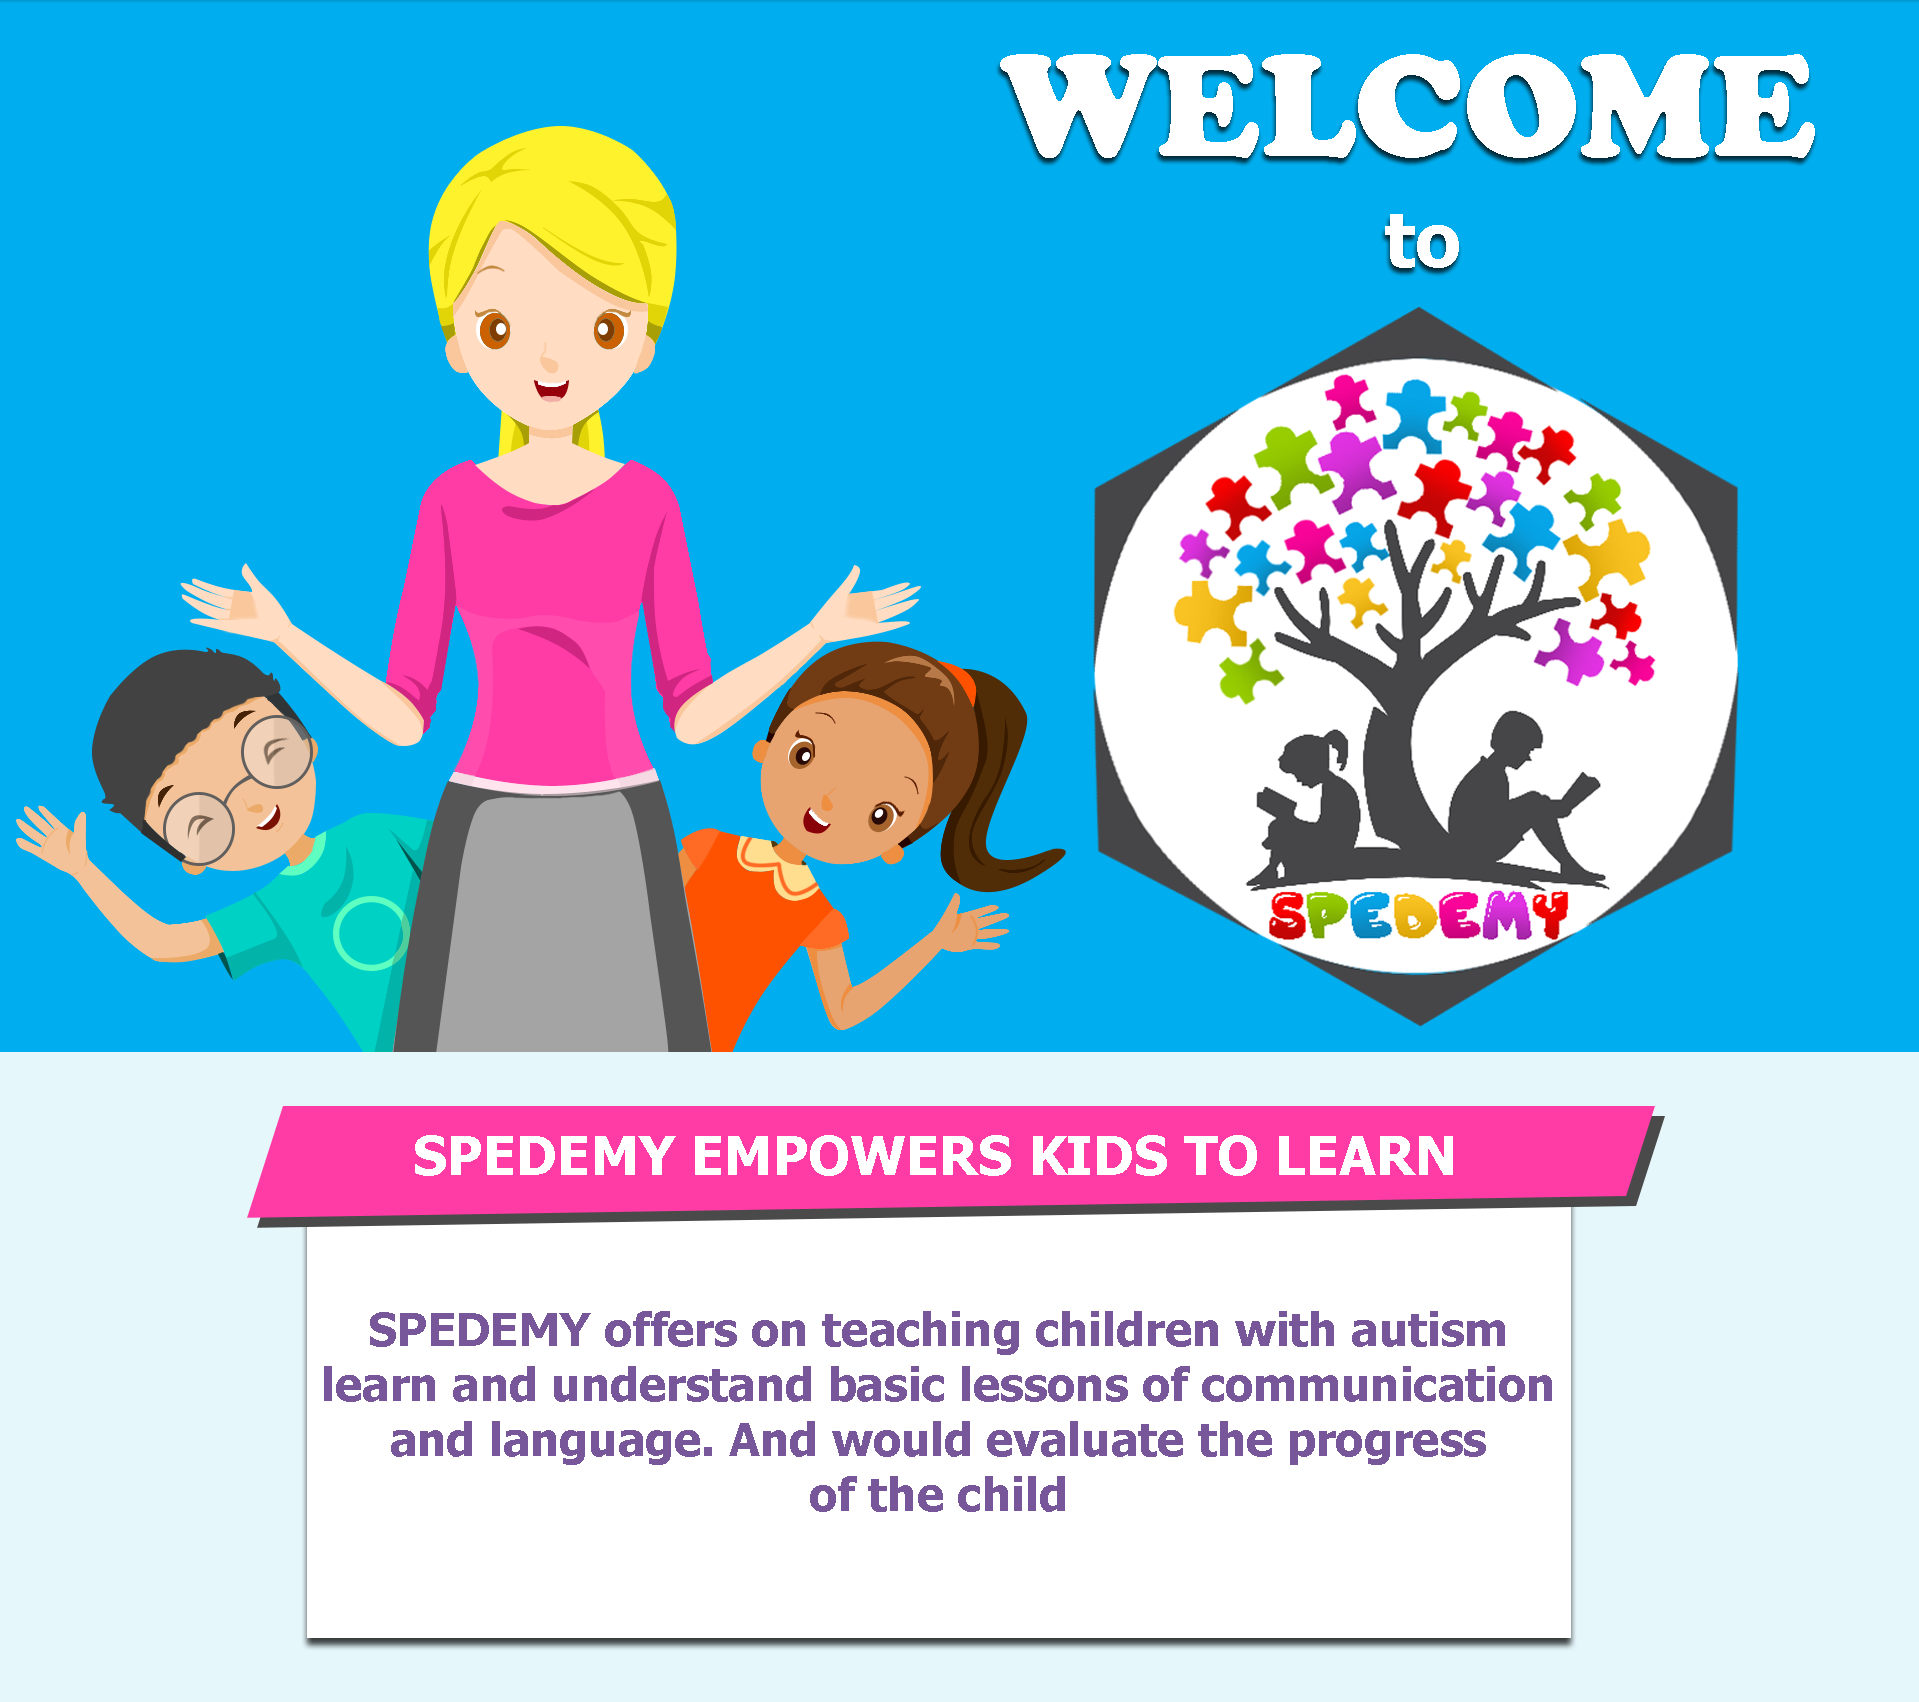 WELCOME
to
SPEDEMY
SPEDEMY EMPOWERS KIDS TO LEARN
SPEDEMY offers on teaching children with autism
learn and understand basic lessons of communication
and language. And would evaluate the progress
of the child